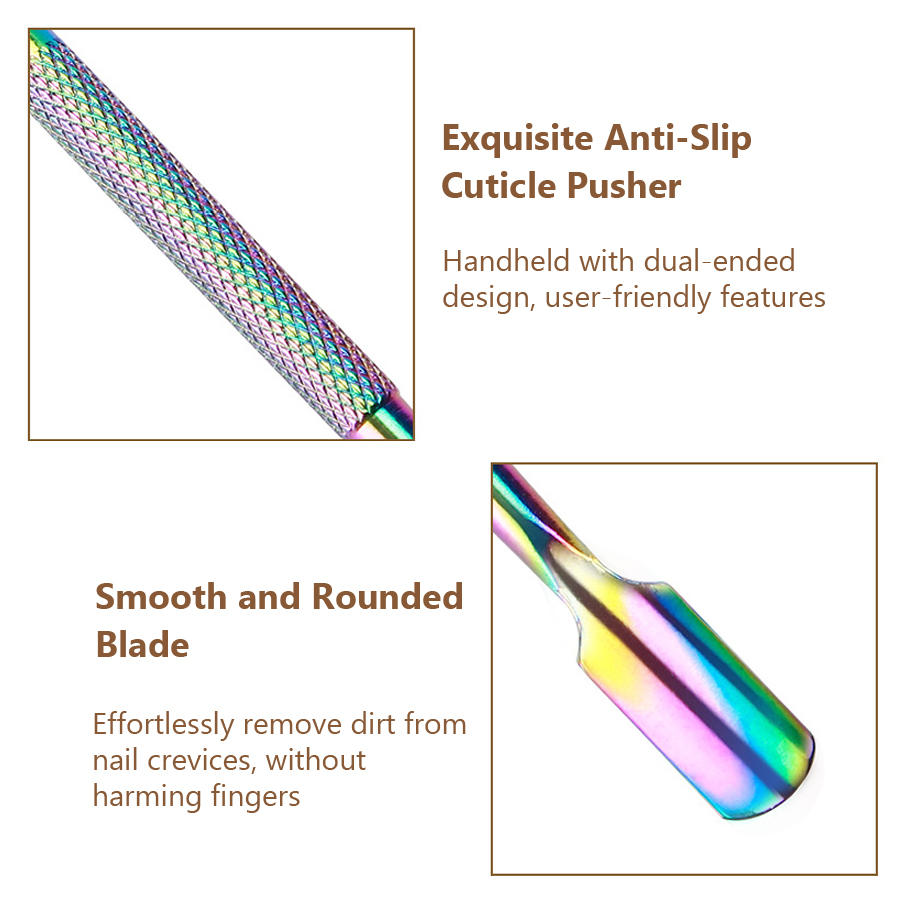 Exquisite Anti-Slip
Cuticle Pusher
Handheld with dual-ended
design, user-friendly features
Smooth and Rounded
Blade
Effortlessly remove dirt from
nail crevices, without
harming fingers